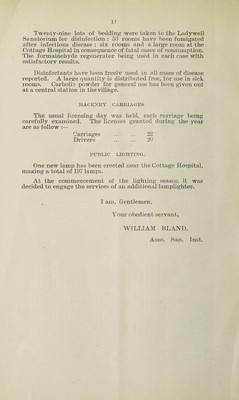 11
Twenty-nine lots of bedding were taken to the Ladywell
Sanatorium for disinfection; 50 rooms have been fumigated
after infectious disease; six rooms and a large room at the
Cottage Hospital in consequence of fatal cases of consumption.
The formaldehyde regenerator being used in each case with
satisfactory results.
Disinfectants have been freely used in all cases of disease
reported. A large quantity is distributed free, for use in sick
rooms. Carbolic powder for general use has been given out
at a central station in the village.
HACKNEY CARRIAGES
The usual licensing day was held, each carriage being
carefully examined. The licenses granted during the year
are as follow :—
Carriages ... ... 22
Drivers ... ... 20
PUBLIC LIGHTING.
One new lamp has been erected near the Cottage Hospital,
making a total of 197 lamps.
At the commencement of the lighting season it was
decided to engage the services of an additional lamplighter.
I am, Gentlemen,
Your obedient servant,
WILLIAM BLAND,
Asso. San. Inst.